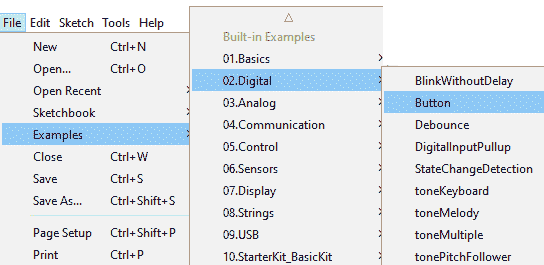 File Edit Sketch Tools Help
New Ctrl+N
Open... Ctrl+O
Open Recent
Sketchbook
Examples
Close Ctrl+W
Save Ctrl+S
Save As... Ctrl+Shift+S
Page Setup Ctrl+Shift+P
Print Ctrl+P
Built-in Examples
01.Basics
02.Digital
03.Analog
04.Communication
05.Control
06.Sensors
07.Display
08.Strings
09.USB
10.StarterKit_BasicKit
BlinkWithoutDelay
Button
Debounce
DigitalInputPullup
StateChangeDetection
toneKeyboard
toneMelody
toneMultiple
tonePitchFollower